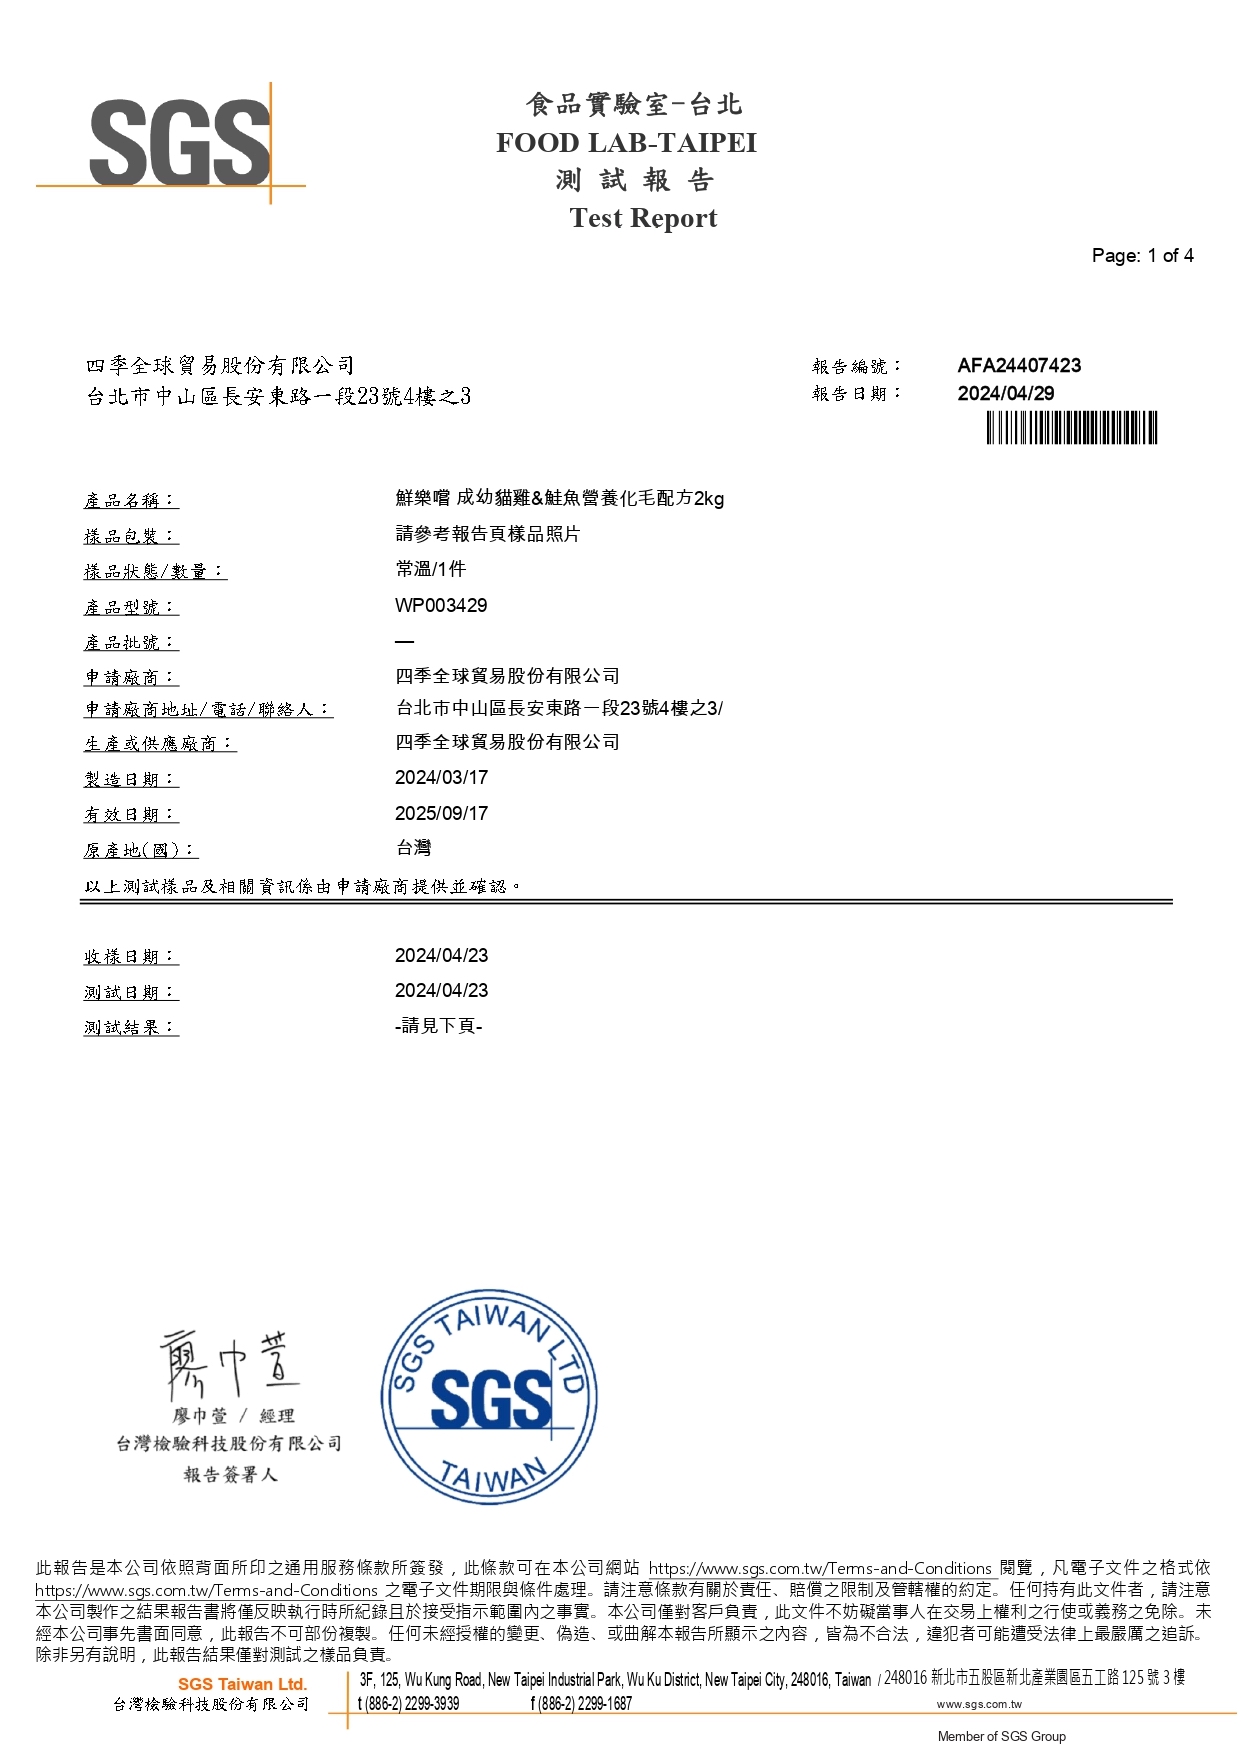 SGS
食品實驗室-台北
FOOD LAB-TAIPEI
測 試 報 告
Test Report
Page: 1 of 4
四季全球貿易股份有限公司
台北市中山區長安東路一段23號4樓之3
報告編號： AFA24407423
報告日期： 2024/04/29
產品名稱： 鮮樂嚐 成幼貓雞&鮭魚營養化毛配方2kg
樣品包裝： 請參考報告頁樣品照片
樣品狀態/數量： 常溫/1件
產品型號： WP003429
產品批號： —
申請廠商： 四季全球貿易股份有限公司
申請廠商地址/電話/聯絡人： 台北市中山區長安東路一段23號4樓之3/
生產或供應廠商： 四季全球貿易股份有限公司
製造日期： 2024/03/17
有效日期： 2025/09/17
原產地(國)： 台灣
以上測試樣品及相關資訊係由申請廠商提供並確認。
收樣日期： 2024/04/23
測試日期： 2024/04/23
測試結果： -請見下頁-
廖巾萱
廖巾萱 / 經理
台灣檢驗科技股份有限公司
報告簽署人
SGS TAIWAN LTD
SGS
TAIWAN
此報告是本公司依照背面所印之通用服務條款所簽發，此條款可在本公司網站 https://www.sgs.com.tw/Terms-and-Conditions 閱覽，凡電子文件之格式依
https://www.sgs.com.tw/Terms-and-Conditions 之電子文件期限與條件處理。請注意條款有關於責任、賠償之限制及管轄權的約定。任何持有此文件者，請注意
本公司製作之結果報告書將僅反映執行時所紀錄且於接受指示範圍內之事實。本公司僅對客戶負責，此文件不妨礙當事人在交易上權利之行使或義務之免除。未
經本公司事先書面同意，此報告不可部份複製。任何未經授權的變更、偽造、或曲解本報告所顯示之內容，皆為不合法，違犯者可能遭受法律上最嚴厲之追訴。
除非另有說明，此報告結果僅對測試之樣品負責。
SGS Taiwan Ltd. 3F, 125, Wu Kung Road, New Taipei Industrial Park, Wu Ku District, New Taipei City, 248016, Taiwan / 248016 新北市五股區新北產業園區五工路 125 號 3 樓
台灣檢驗科技股份有限公司 t (886-2) 2299-3939 f (886-2) 2299-1687 www.sgs.com.tw
Member of SGS Group